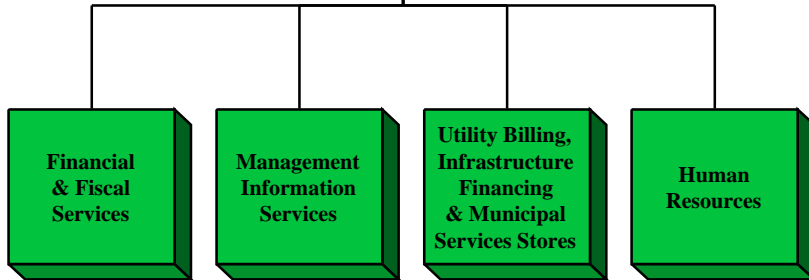 Financial
& Fiscal
Services
Management
Information
Services
Utility Billing,
Infrastructure
Financing
& Municipal
Services Stores
Human
Resources